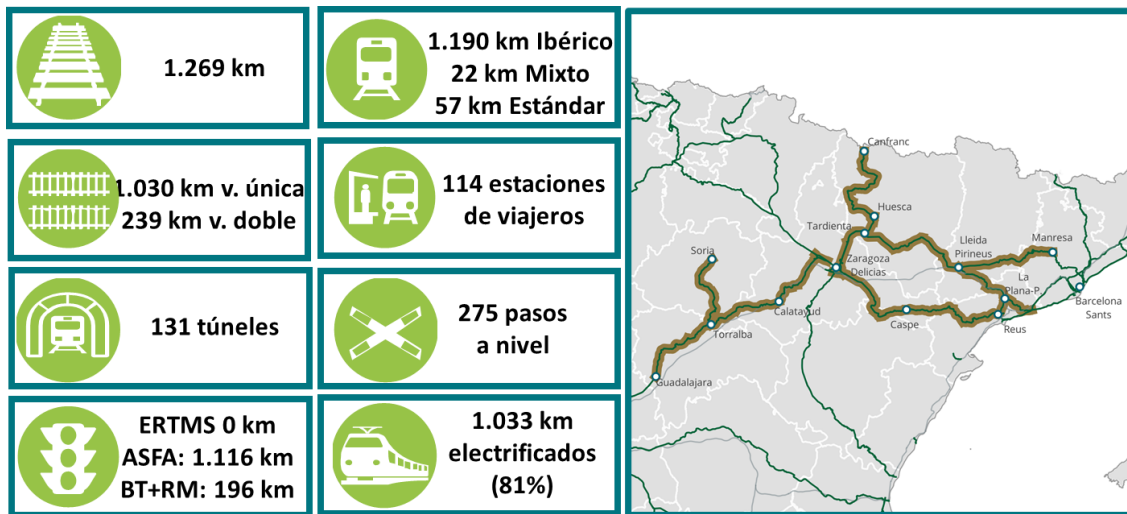 1.269 km
1.190 km Ibérico
22 km Mixto
57 km Estándar
1.030 km v. única
239 km v. doble
114 estaciones
de viajeros
131 túneles
275 pasos
a nivel
ERTMS 0 km
ASFA: 1.116 km
BT+RM: 196 km
1.033 km
electrificados
(81%)
Canfranc
Huesca
Tardienta
Soria
Zaragoza
Delicias
Lleida
Pirineus
Manresa
La
Plana-P.
Barcelona
Sants
Calatayud
Caspe
Reus
Torralba
Guadalajara